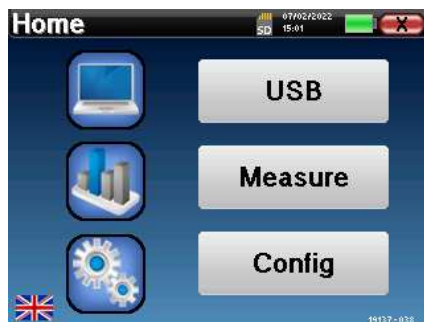 Home
SD
07/02/2022
15:01
X
USB
Measure
Config
19137-038